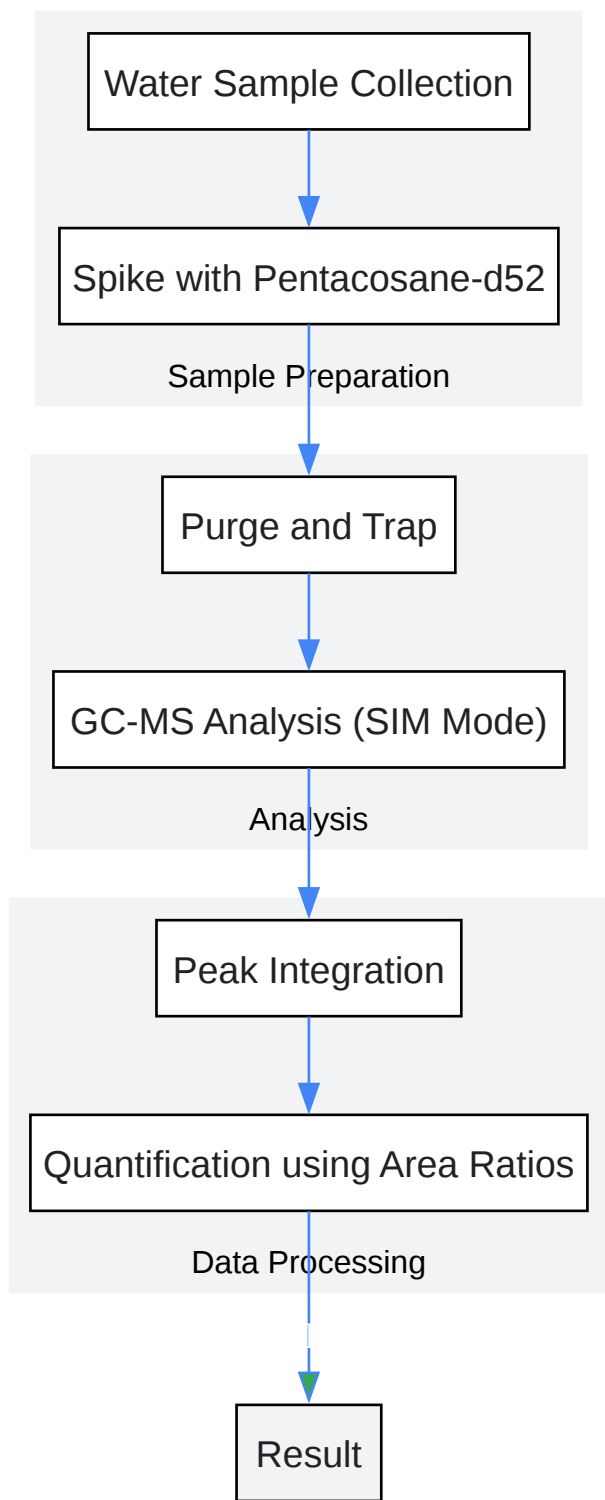 Water Sample Collection
Spike with Pentacosane-d52
Sample Preparation
Purge and Trap
GC-MS Analysis (SIM Mode)
Analysis
Peak Integration
Quantification using Area Ratios
Data Processing
Result